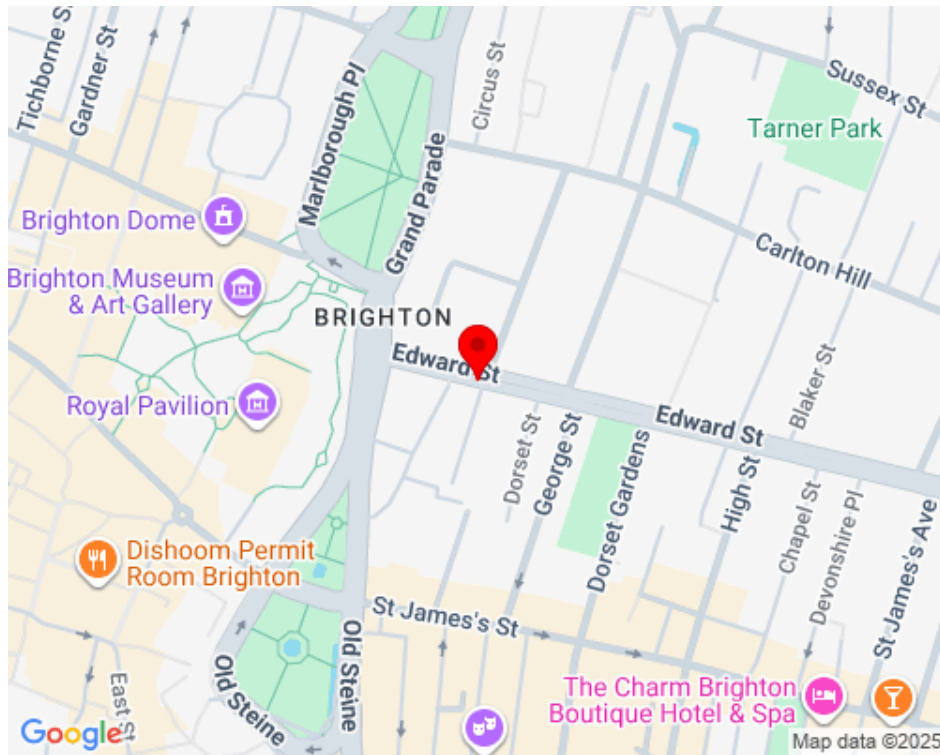 Tichborne St
Gardner St
Marlborough Pl
Circus St
Sussex St
Tarner Park
Grand Parade
Brighton Dome
Carlton Hill
Brighton Museum
& Art Gallery
BRIGHTON
Edward St
Royal Pavilion
Blaker St
Edward St
Dorset St
George St
Dorset Gardens
High St
Chapel St
Devonshire Pl
St James's Ave
Dishoom Permit
Room Brighton
St James's St
Old Steine
Old Steine
East St
The Charm Brighton
Boutique Hotel & Spa
Google
Map data ©2025